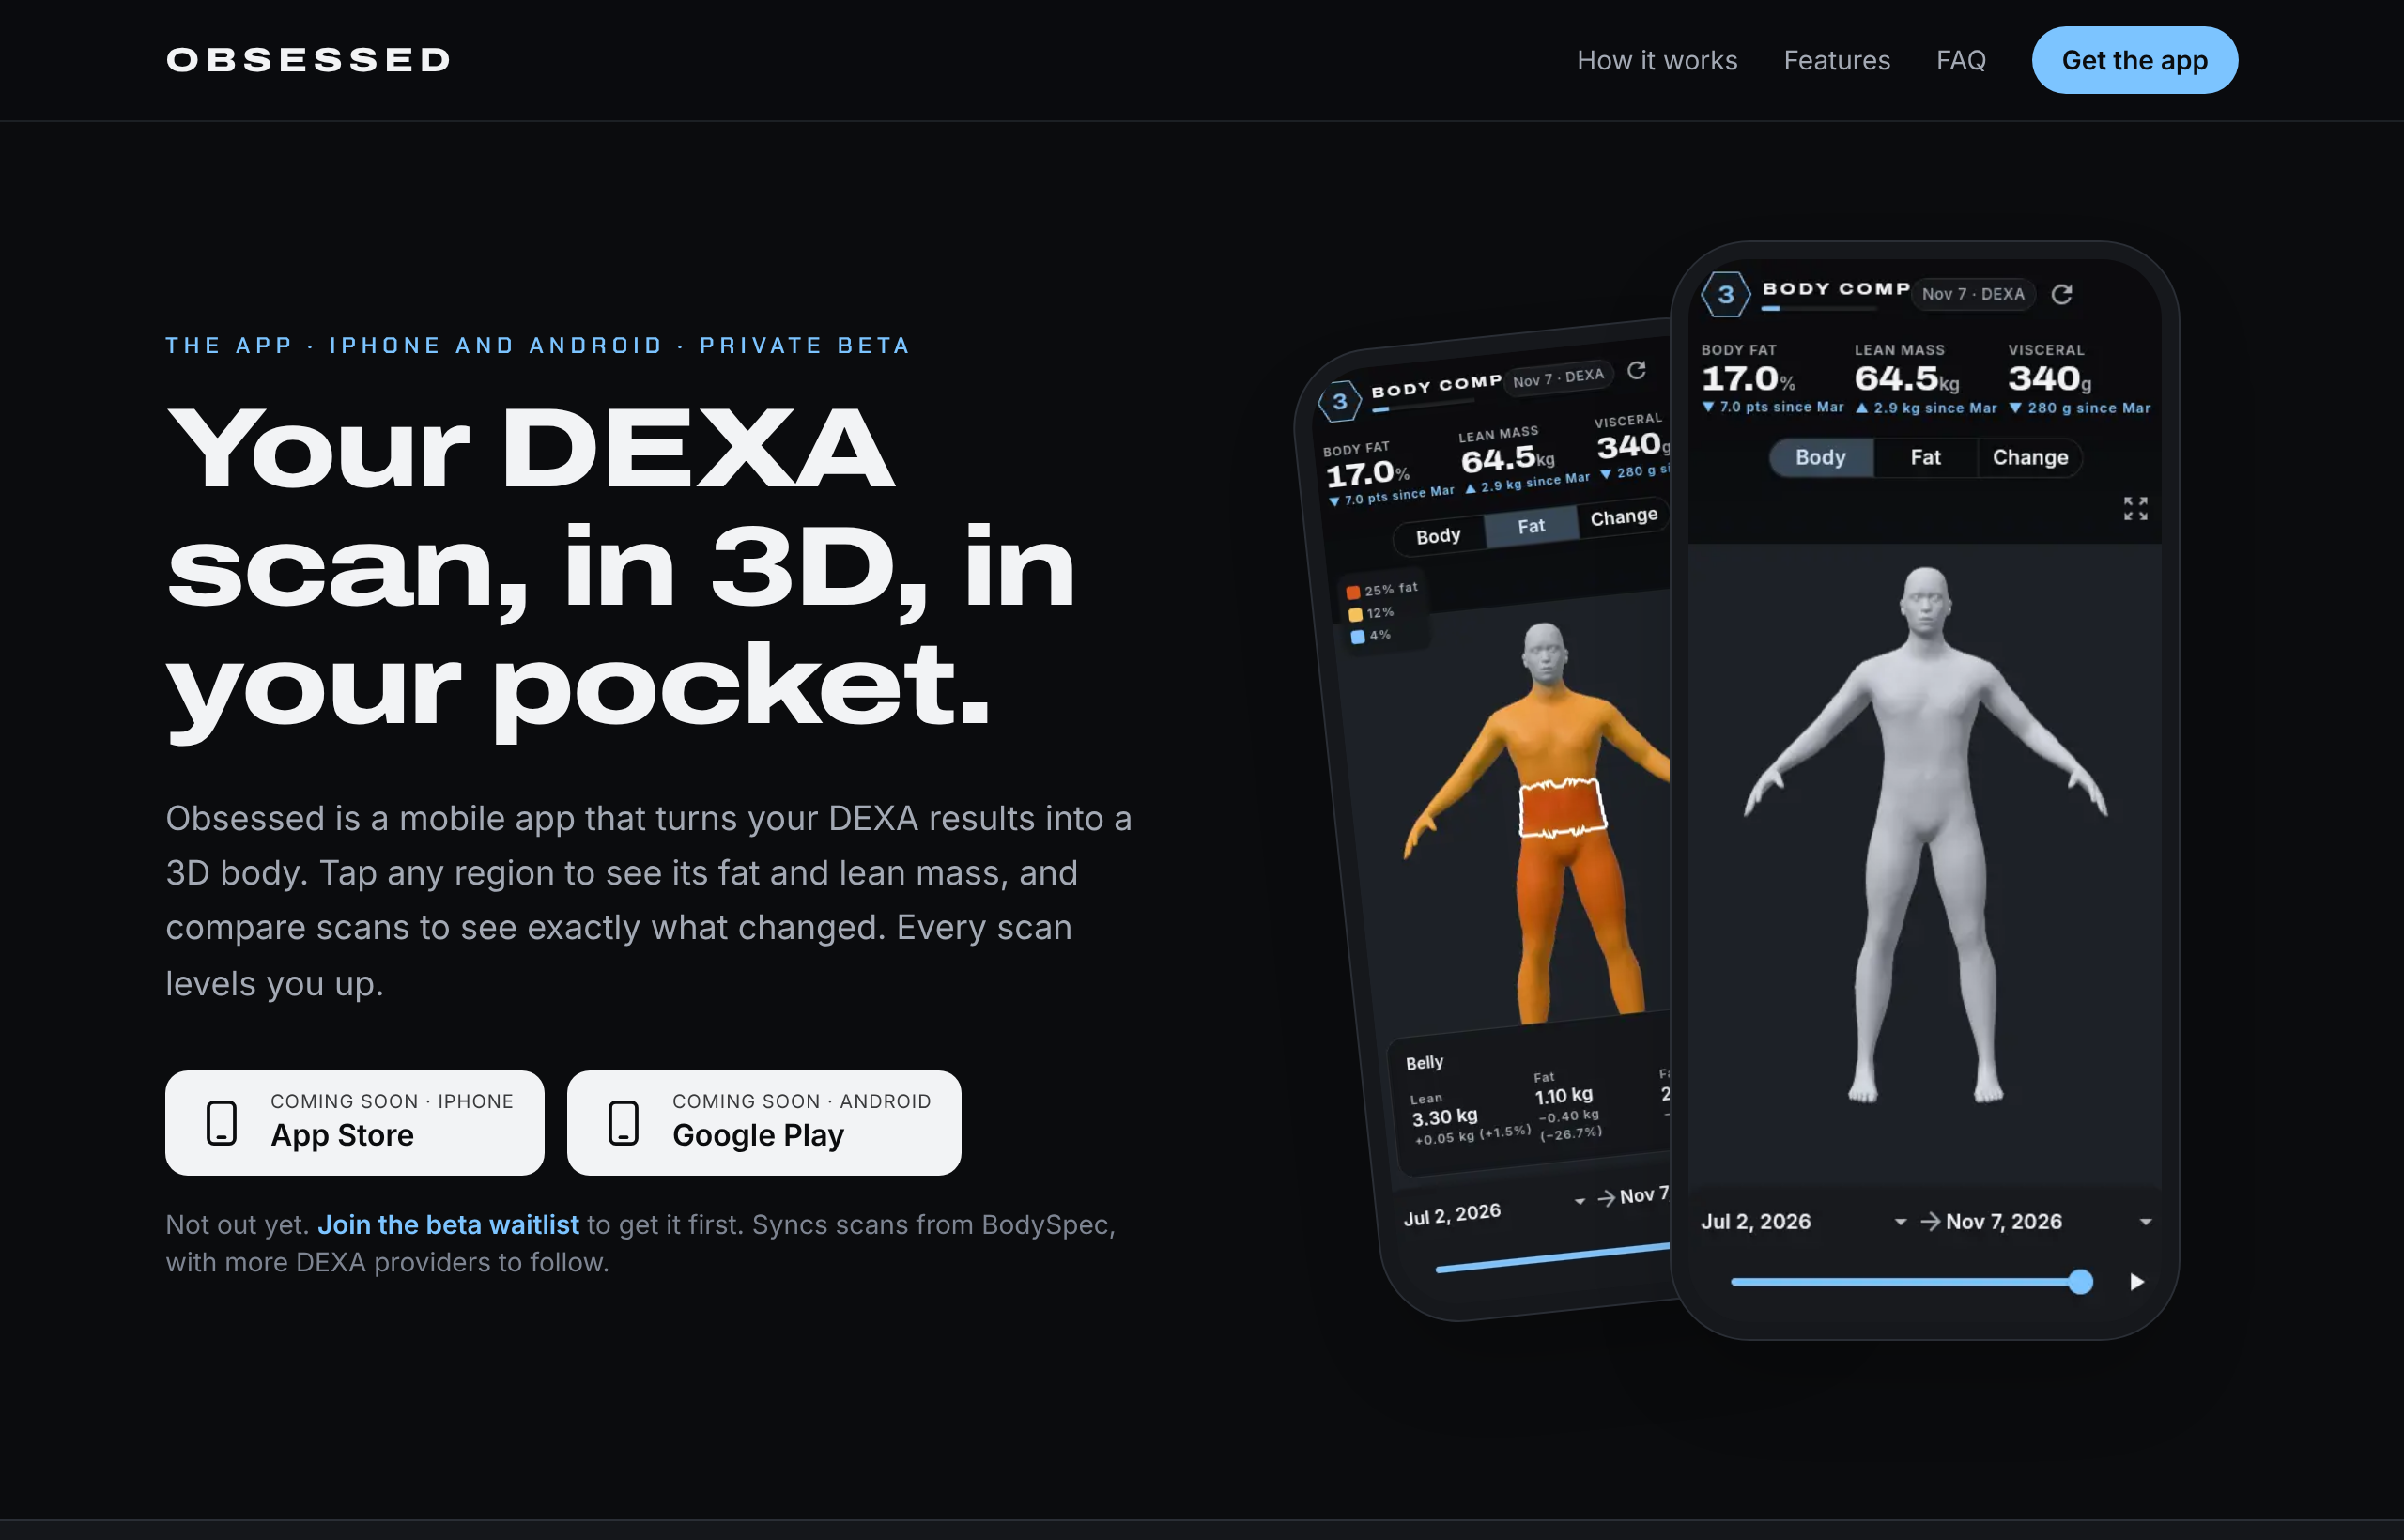 OBSESSED
How it works
Features
FAQ
Get the app
THE APP · IPHONE AND ANDROID · PRIVATE BETA
Your DEXA
scan, in 3D, in
your pocket.
Obsessed is a mobile app that turns your DEXA results into a
3D body. Tap any region to see its fat and lean mass, and
compare scans to see exactly what changed. Every scan
levels you up.
COMING SOON · IPHONE
App Store
COMING SOON · ANDROID
Google Play
Not out yet. Join the beta waitlist to get it first. Syncs scans from BodySpec,
with more DEXA providers to follow.
3 BODY COMP Nov 7 · DEXA
BODY FAT LEAN MASS VISCERAL
17.0% 64.5kg 340g
▼ 7.0 pts since Mar ▲ 2.9 kg since Mar ▼ 280 g si
Body Fat Change
25% fat
12%
4%
Belly
Lean Fat
3.30 kg 1.10 kg
+0.05 kg (+1.5%) −0.40 kg
(−26.7%)
Jul 2, 2026 → Nov 7
3 BODY COMP Nov 7 · DEXA
BODY FAT LEAN MASS VISCERAL
17.0% 64.5kg 340g
▼ 7.0 pts since Mar ▲ 2.9 kg since Mar ▼ 280 g since Mar
Body Fat Change
Jul 2, 2026 → Nov 7, 2026